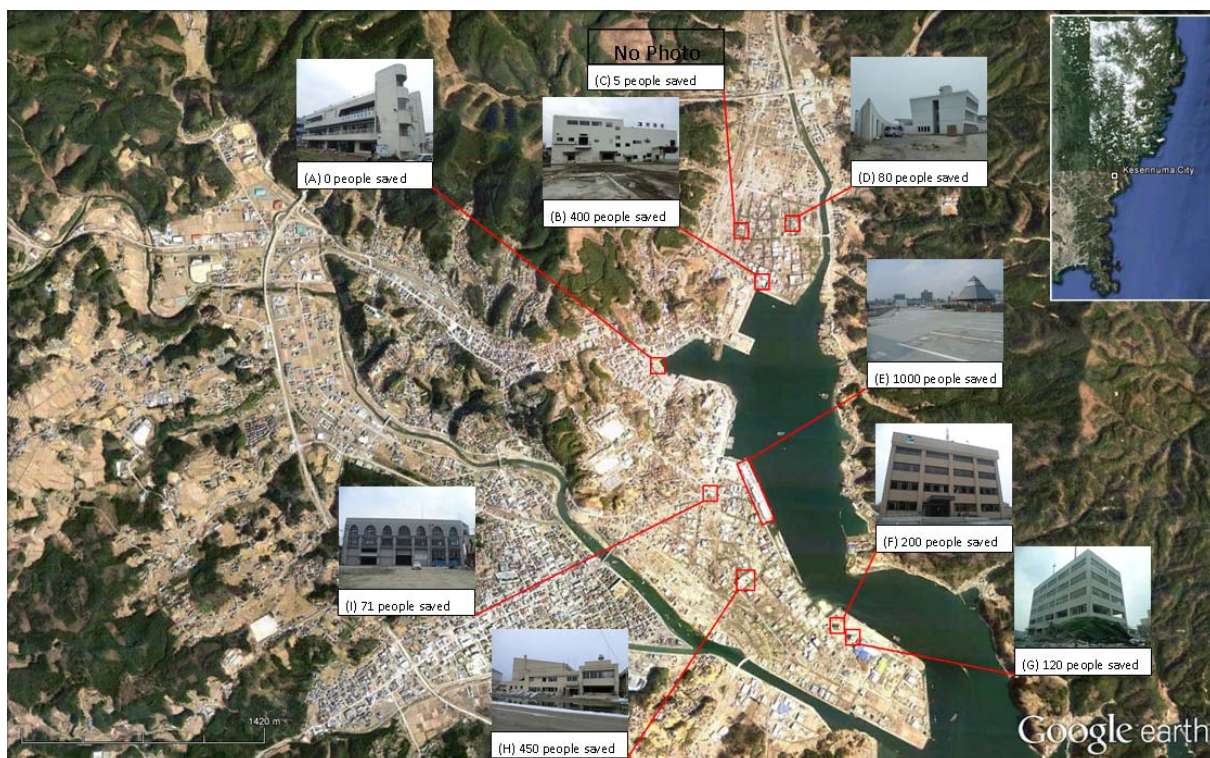 No Photo
(C) 5 people saved
(A) 0 people saved
(B) 400 people saved
(D) 80 people saved
Kesennuma City
(E) 1000 people saved
(F) 200 people saved
(I) 71 people saved
(G) 120 people saved
(H) 450 people saved
1420 m
Google earth